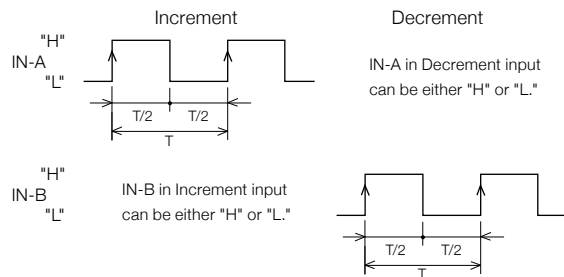 Increment
Decrement
"H"
IN-A
"L"
T/2
T/2
T
IN-A in Decrement input
can be either "H" or "L."
"H"
IN-B
"L"
IN-B in Increment input
can be either "H" or "L."
T/2
T/2
T